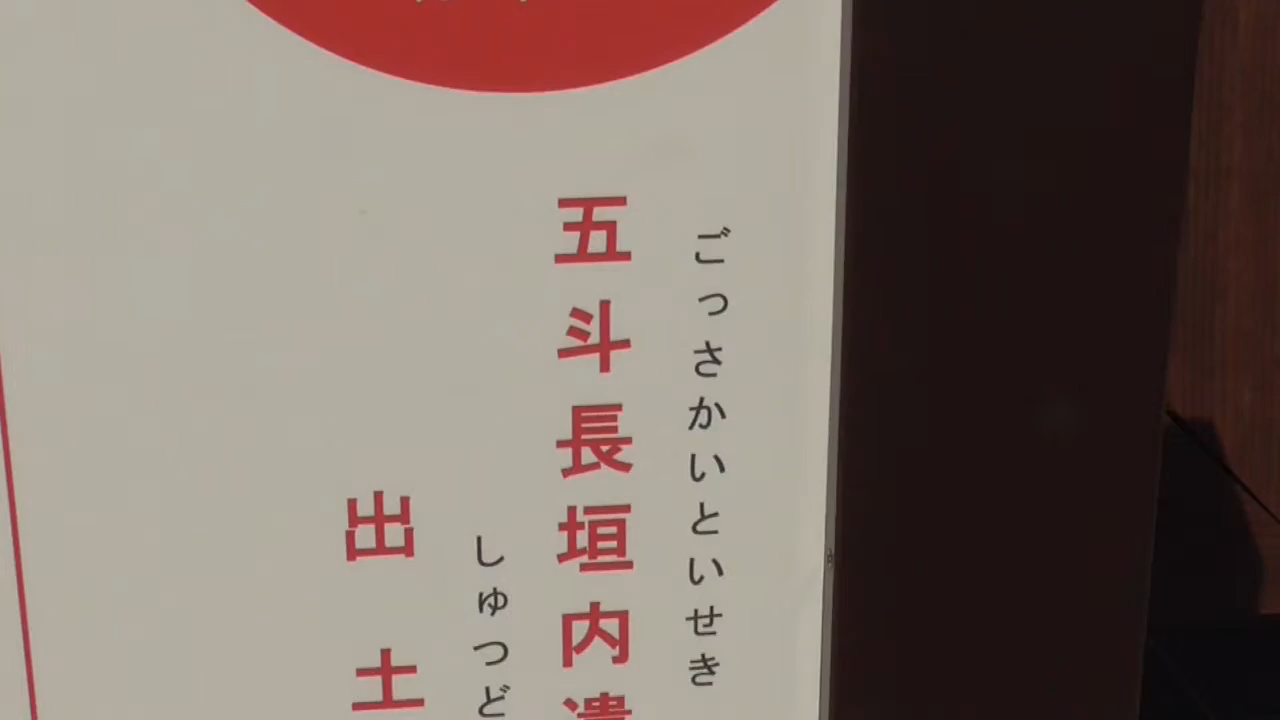 ごっさかいといせき
五斗長垣内遺
しゅつど
出土